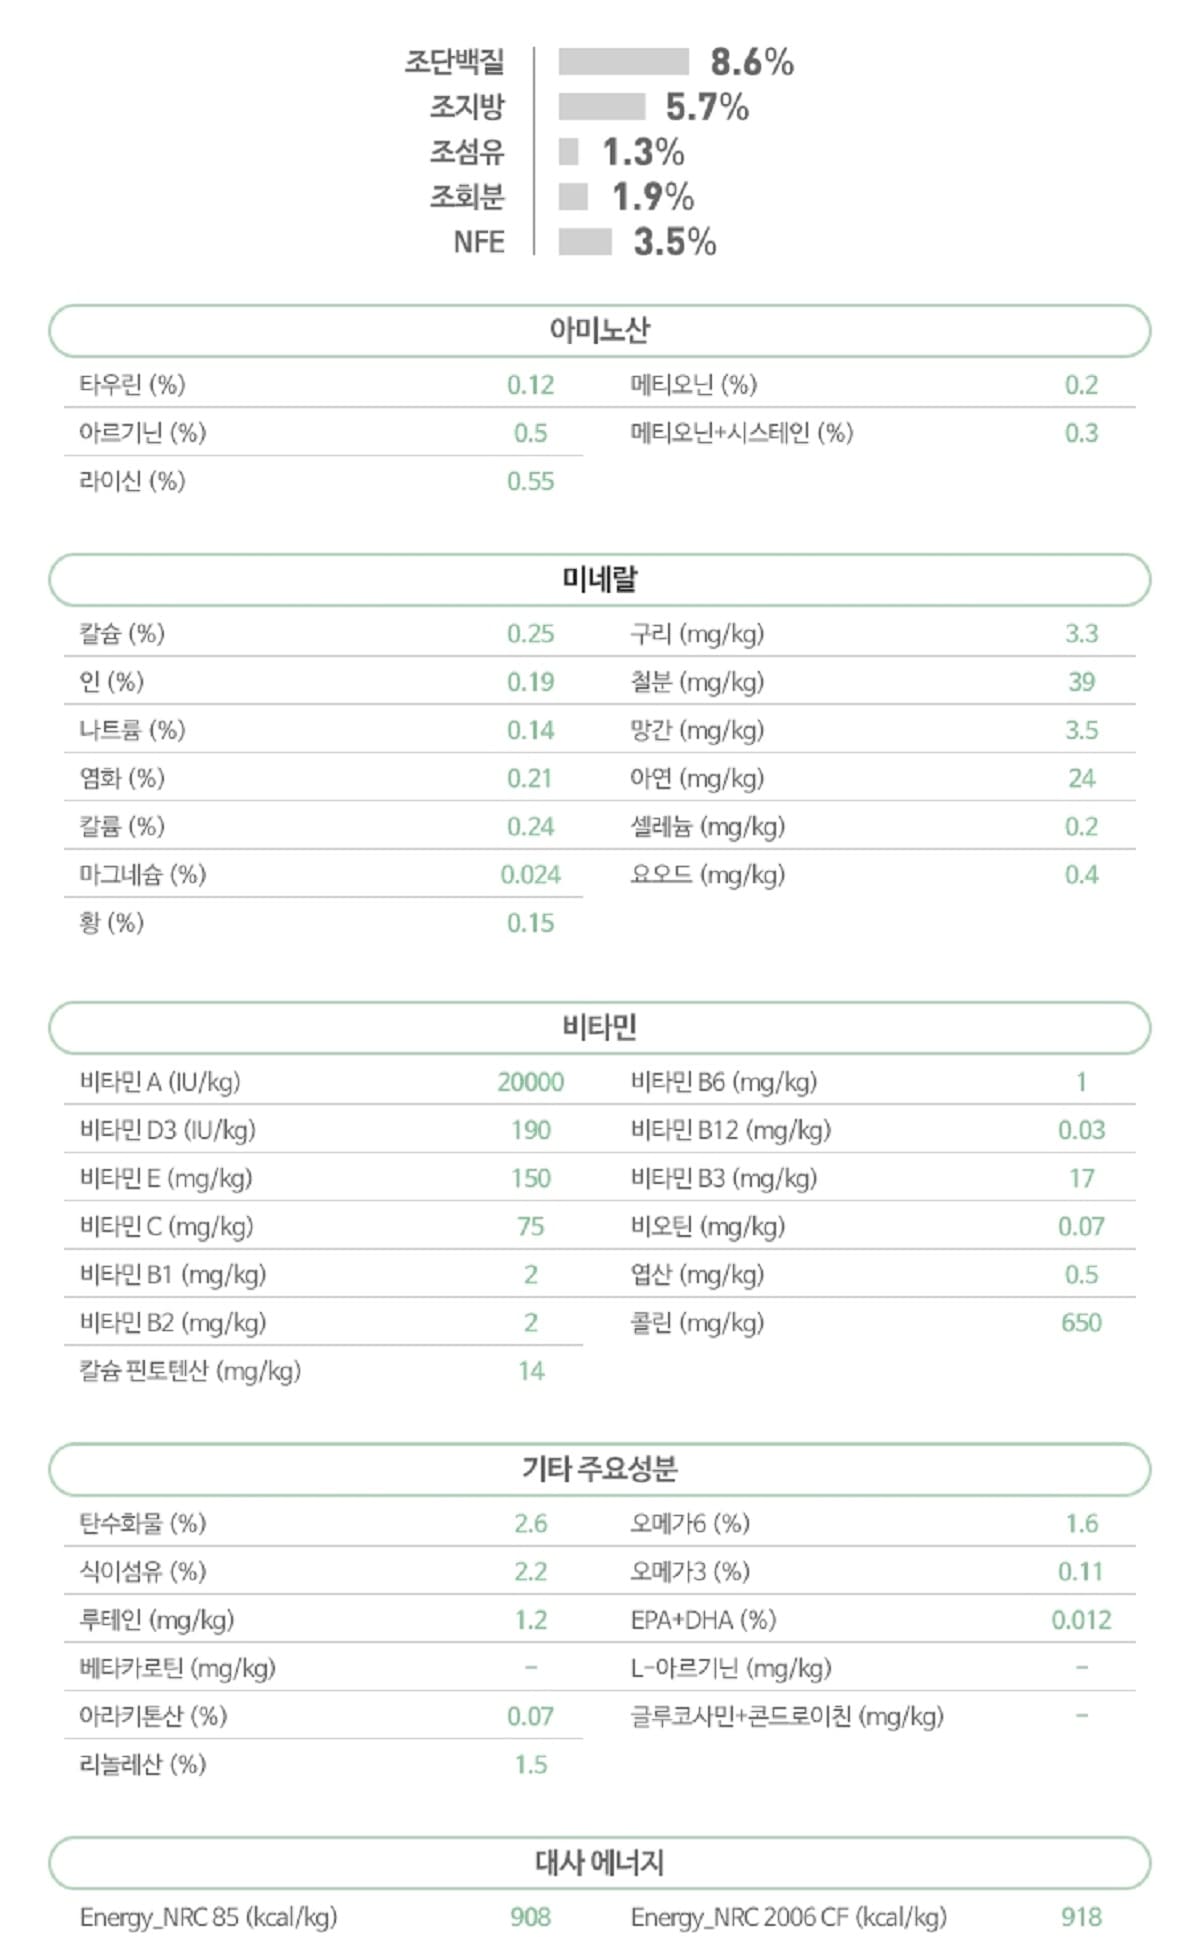 조단백질 8.6%
조지방 5.7%
조섬유 1.3%
조회분 1.9%
NFE 3.5%
아미노산
타우린 (%) 0.12 메티오닌 (%) 0.2
아르기닌 (%) 0.5 메티오닌+시스테인 (%) 0.3
라이신 (%) 0.55
미네랄
칼슘 (%) 0.25 구리 (mg/kg) 3.3
인 (%) 0.19 철분 (mg/kg) 39
나트륨 (%) 0.14 망간 (mg/kg) 3.5
염화 (%) 0.21 아연 (mg/kg) 24
칼륨 (%) 0.24 셀레늄 (mg/kg) 0.2
마그네슘 (%) 0.024 요오드 (mg/kg) 0.4
황 (%) 0.15
비타민
비타민 A (IU/kg) 20000 비타민 B6 (mg/kg) 1
비타민 D3 (IU/kg) 190 비타민 B12 (mg/kg) 0.03
비타민 E (mg/kg) 150 비타민 B3 (mg/kg) 17
비타민 C (mg/kg) 75 비오틴 (mg/kg) 0.07
비타민 B1 (mg/kg) 2 엽산 (mg/kg) 0.5
비타민 B2 (mg/kg) 2 콜린 (mg/kg) 650
칼슘 핀토텐산 (mg/kg) 14
기타 주요성분
탄수화물 (%) 2.6 오메가6 (%) 1.6
식이섬유 (%) 2.2 오메가3 (%) 0.11
루테인 (mg/kg) 1.2 EPA+DHA (%) 0.012
베타카로틴 (mg/kg) - L-아르기닌 (mg/kg) -
아라키톤산 (%) 0.07 글루코사민+콘드로이친 (mg/kg) -
리놀레산 (%) 1.5
대사 에너지
Energy_NRC 85 (kcal/kg) 908 Energy_NRC 2006 CF (kcal/kg) 918